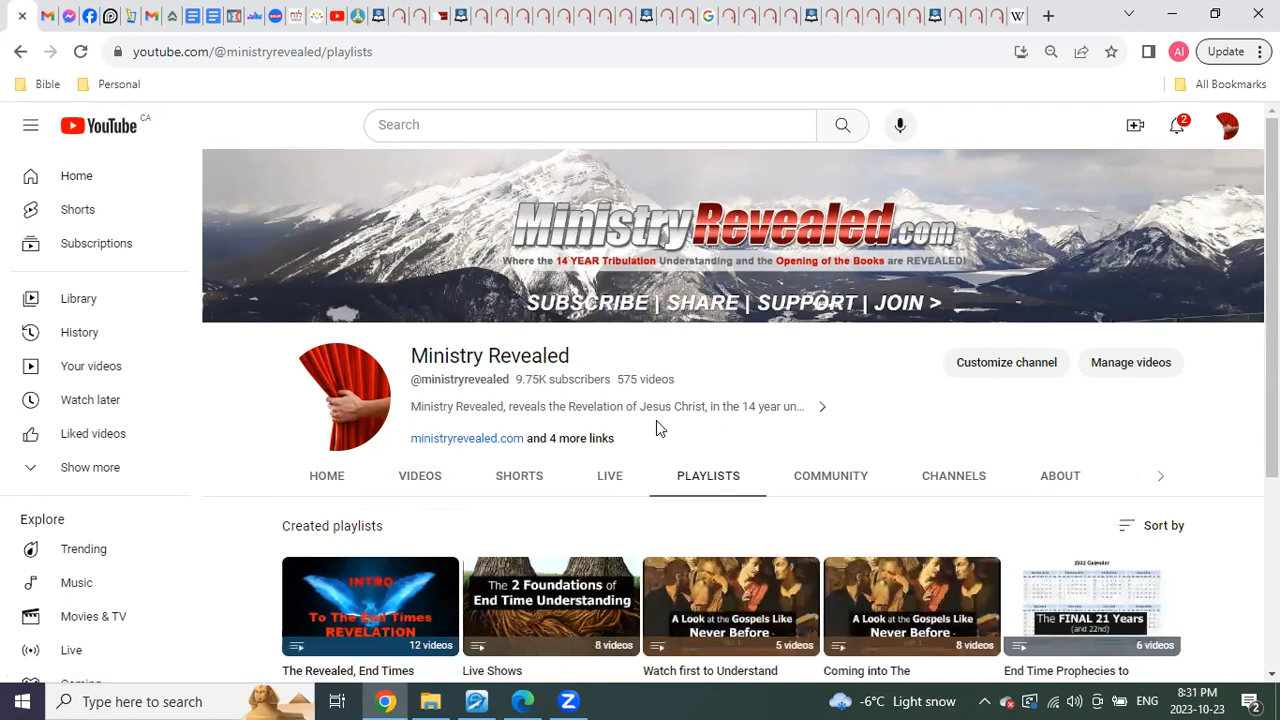 youtube.com/@ministryrevealed/playlists
AI
Update
Bible
Personal
All Bookmarks
YouTube CA
Search
2
Home
Shorts
Subscriptions
Library
History
Your videos
Watch later
Liked videos
Show more
Explore
Trending
Music
Movies & TV
Live
MinistryRevealed.com
Where the 14 YEAR Tribulation Understanding and the Opening of the Books are REVEALED!
SUBSCRIBE | SHARE | SUPPORT | JOIN >
Ministry Revealed
@ministryrevealed 9.75K subscribers 575 videos
Ministry Revealed, reveals the Revelation of Jesus Christ, in the 14 year un...
ministryrevealed.com and 4 more links
Customize channel
Manage videos
HOME VIDEOS SHORTS LIVE PLAYLISTS COMMUNITY CHANNELS ABOUT
Created playlists
Sort by
INTRO
To The End Times
REVELATION
12 videos
The 2 Foundations of
End Time Understanding
8 videos
A Look at the Gospels Like
Never Before -
5 videos
A Look at the Gospels Like
Never Before -
8 videos
2022 Calendar
The FINAL 21 Years
(and 22nd)
6 videos
The Revealed, End Times
Live Shows
Watch first to Understand
Coming into The
End Time Prophecies to
Type here to search
-6°C Light snow
ENG
8:31 PM
2023-10-23
2